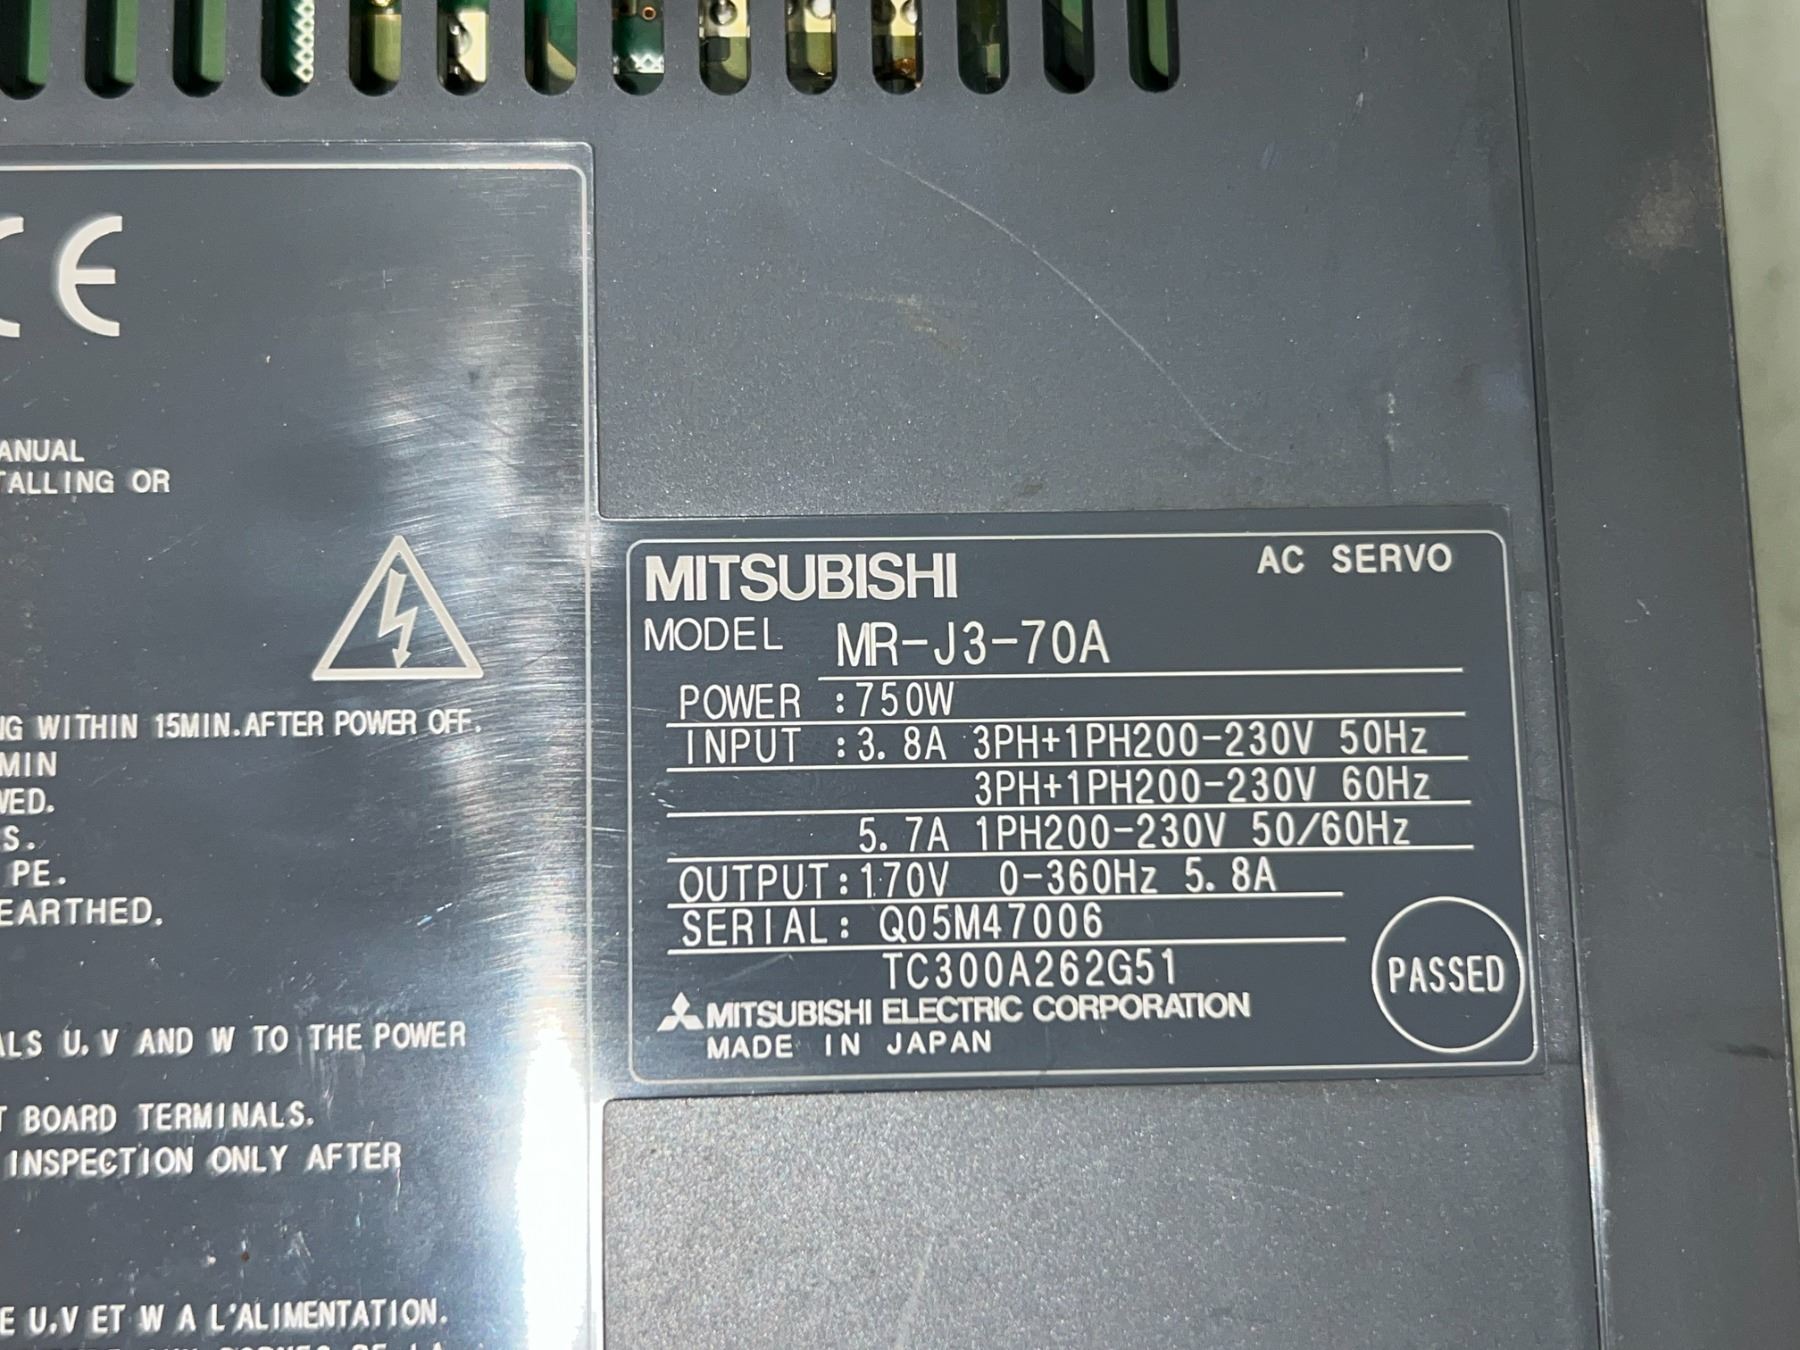 CE
ANUAL
TALLING OR
NG WITHIN 15MIN.AFTER POWER OFF.
MIN
WED.
S.
PE.
EARTHED.
ALS U, V AND W TO THE POWER
T BOARD TERMINALS.
INSPECTION ONLY AFTER
E U,V ET W A L'ALIMENTATION.
MITSUBISHI AC SERVO
MODEL MR-J3-70A
POWER :750W
INPUT :3.8A 3PH+1PH200-230V 50Hz
3PH+1PH200-230V 60Hz
5.7A 1PH200-230V 50/60Hz
OUTPUT:170V 0-360Hz 5.8A
SERIAL: Q05M47006
TC300A262G51
PASSED
MITSUBISHI ELECTRIC CORPORATION
MADE IN JAPAN